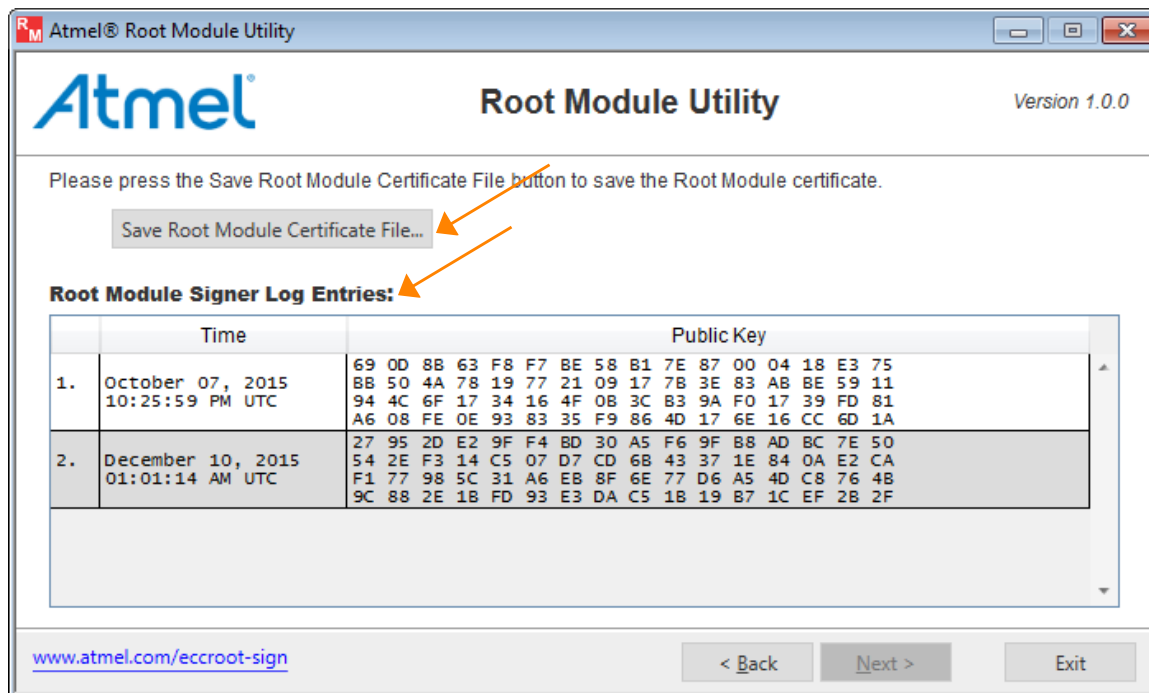 RM Atmel® Root Module Utility
Atmel® Root Module Utility Version 1.0.0
Please press the Save Root Module Certificate File button to save the Root Module certificate.
Save Root Module Certificate File...
Root Module Signer Log Entries:
Time Public Key
69 0D 8B 63 F8 F7 BE 58 B1 7E 87 00 04 18 E3 75
1. October 07, 2015 BB 50 4A 78 19 77 21 09 17 7B 3E 83 AB BE 59 11
10:25:59 PM UTC 94 4C 6F 17 34 16 4F 0B 3C B3 9A F0 17 39 FD 81
A6 08 FE 0E 93 83 35 F9 86 4D 17 6E 16 CC 6D 1A
27 95 2D E2 9F F4 BD 30 A5 F6 9F B8 AD BC 7E 50
2. December 10, 2015 54 2E F3 14 C5 07 D7 CD 6B 43 37 1E 84 0A E2 CA
01:01:14 AM UTC F1 77 98 5C 31 A6 EB 8F 6E 77 D6 A5 4D C8 76 4B
9C 88 2E 1B FD 93 E3 DA C5 1B 19 B7 1C EF 2B 2F
www.atmel.com/eccroot-sign < Back Next > Exit